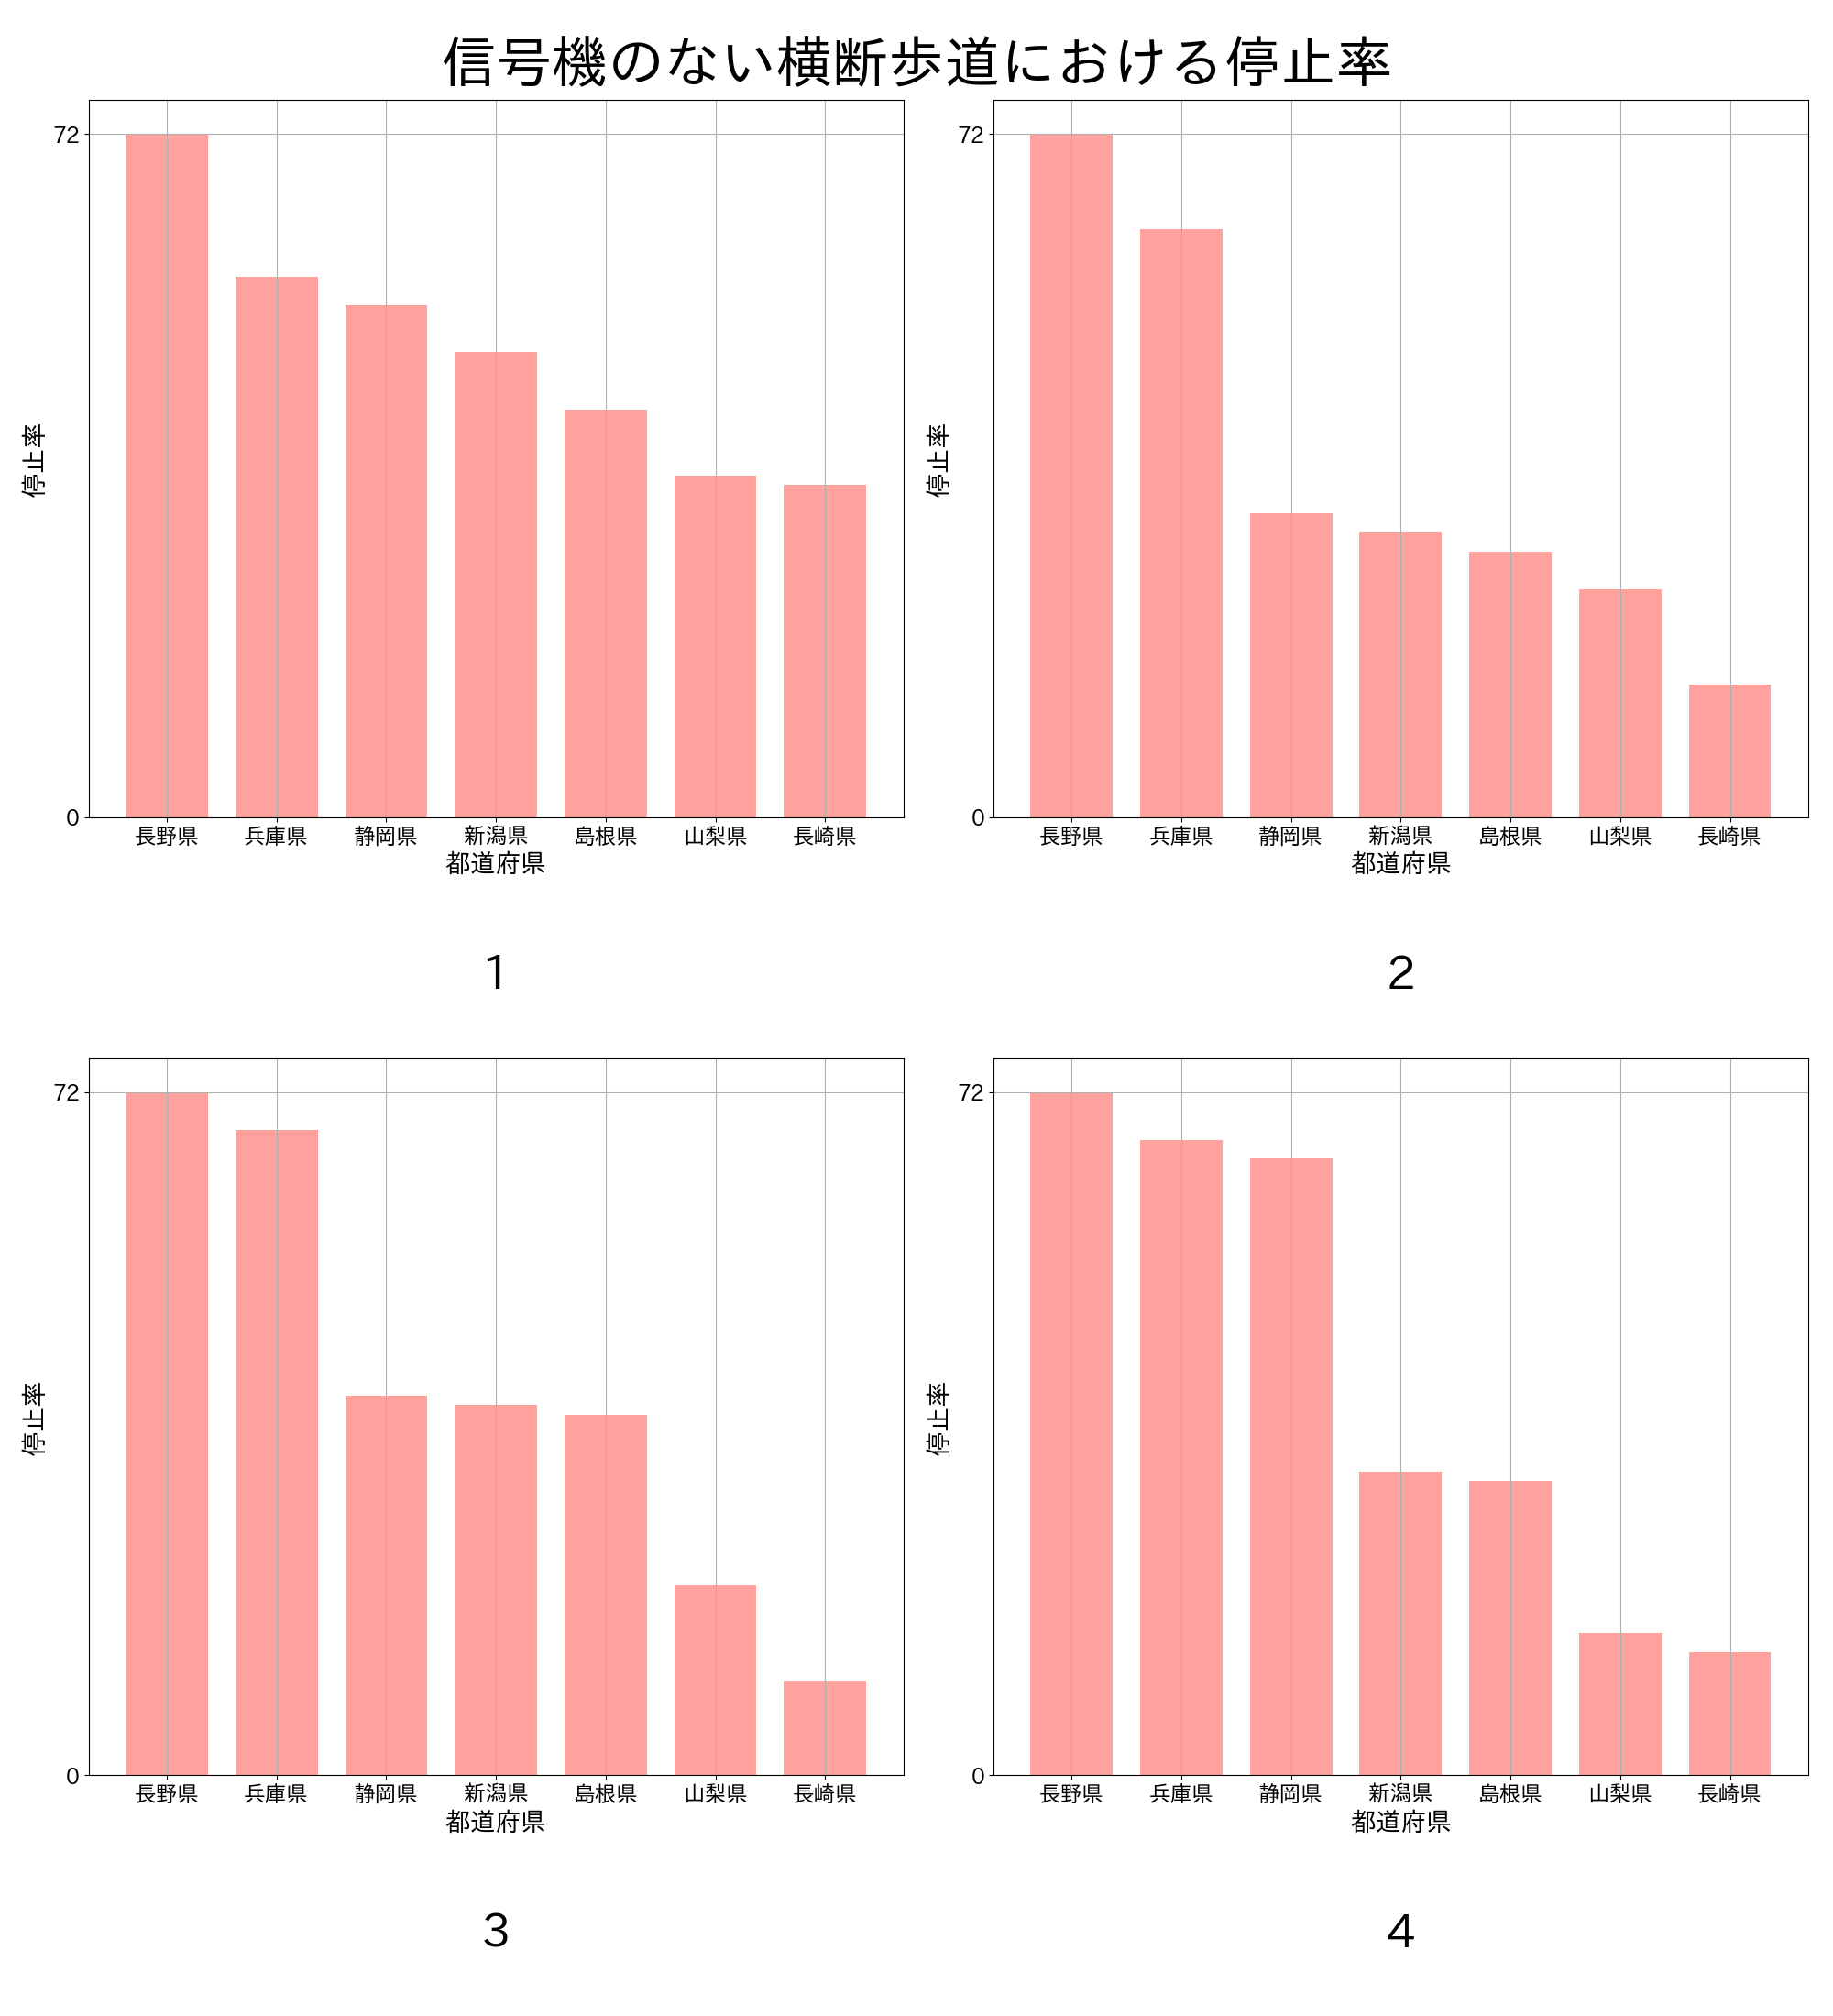 信号機のない横断歩道における停止率
72
0
停止率
長野県 兵庫県 静岡県 新潟県 島根県 山梨県 長崎県
都道府県
1
72
0
停止率
長野県 兵庫県 静岡県 新潟県 島根県 山梨県 長崎県
都道府県
2
72
0
停止率
長野県 兵庫県 静岡県 新潟県 島根県 山梨県 長崎県
都道府県
3
72
0
停止率
長野県 兵庫県 静岡県 新潟県 島根県 山梨県 長崎県
都道府県
4